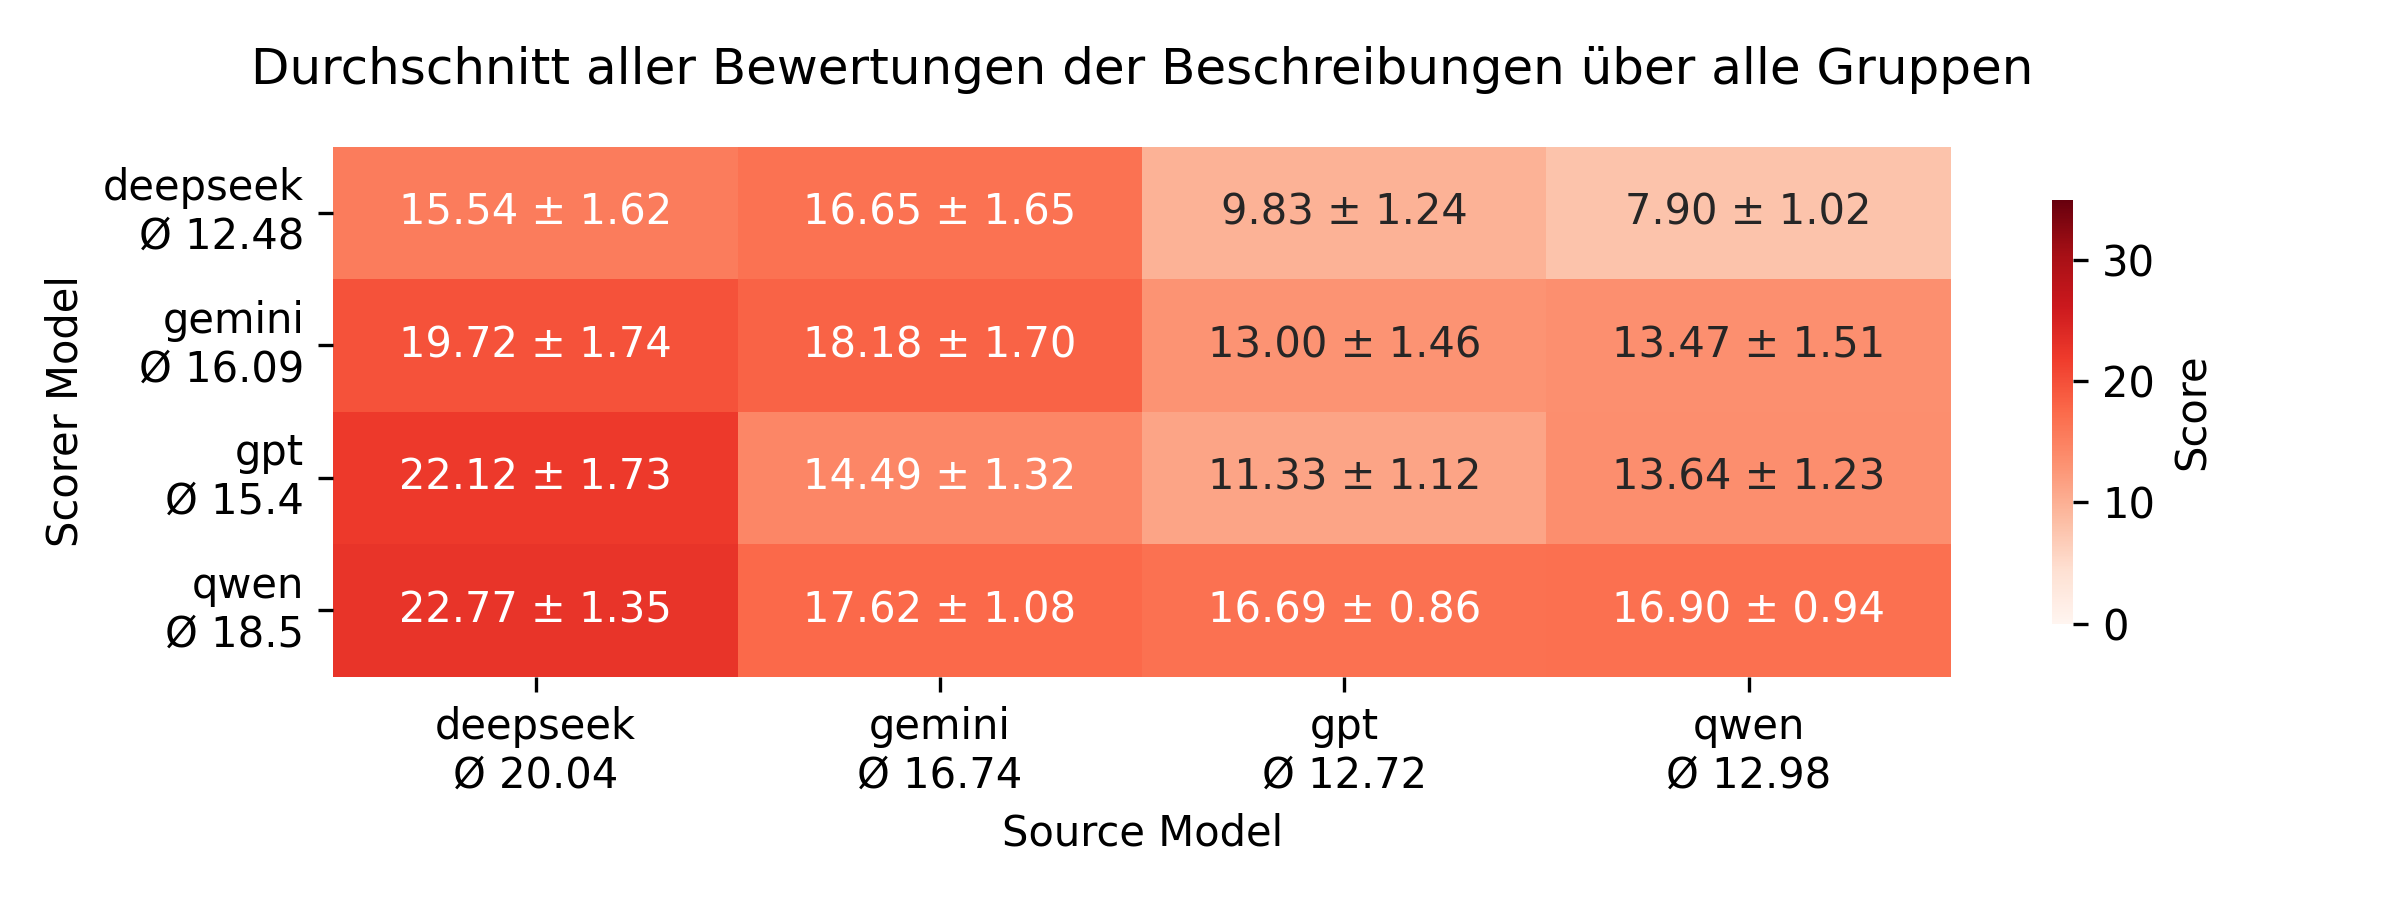 Durchschnitt aller Bewertungen der Beschreibungen über alle Gruppen
Scorer Model
deepseek
Ø 12.48
15.54 ± 1.62
16.65 ± 1.65
9.83 ± 1.24
7.90 ± 1.02
gemini
Ø 16.09
19.72 ± 1.74
18.18 ± 1.70
13.00 ± 1.46
13.47 ± 1.51
gpt
Ø 15.4
22.12 ± 1.73
14.49 ± 1.32
11.33 ± 1.12
13.64 ± 1.23
qwen
Ø 18.5
22.77 ± 1.35
17.62 ± 1.08
16.69 ± 0.86
16.90 ± 0.94
deepseek
Ø 20.04
gemini
Ø 16.74
gpt
Ø 12.72
qwen
Ø 12.98
Source Model
30
20
10
0
Score